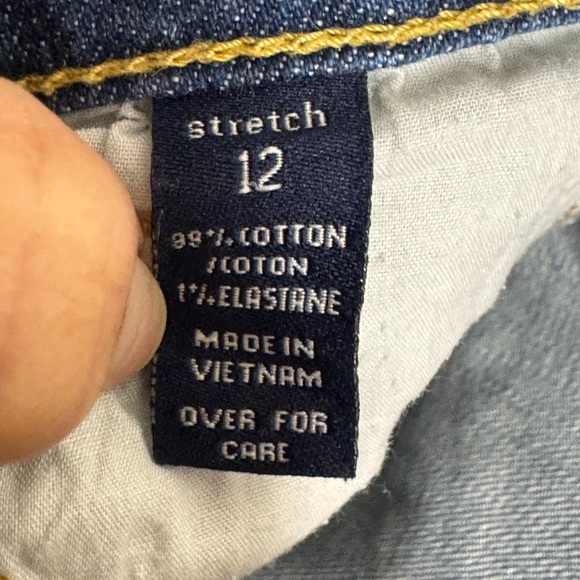 stretch
12
99% COTTON
/COTON
1% ELASTANE
MADE IN
VIETNAM
OVER FOR
CARE